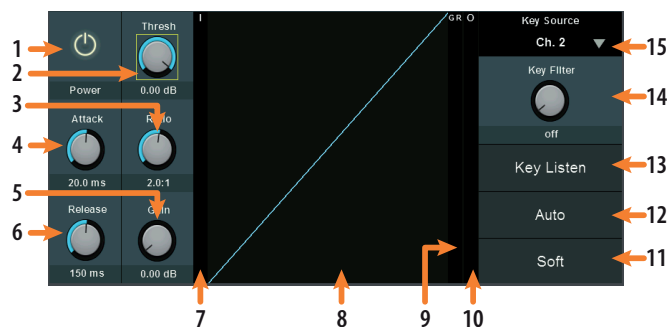 Thresh
Power
0.00 dB
Attack
Ratio
20.0 ms
2.0:1
Release
Gain
150 ms
0.00 dB
I
GR O
Key Source
Ch. 2
Key Filter
off
Key Listen
Auto
Soft
1
2
3
4
5
6
7
8
9
10
11
12
13
14
15